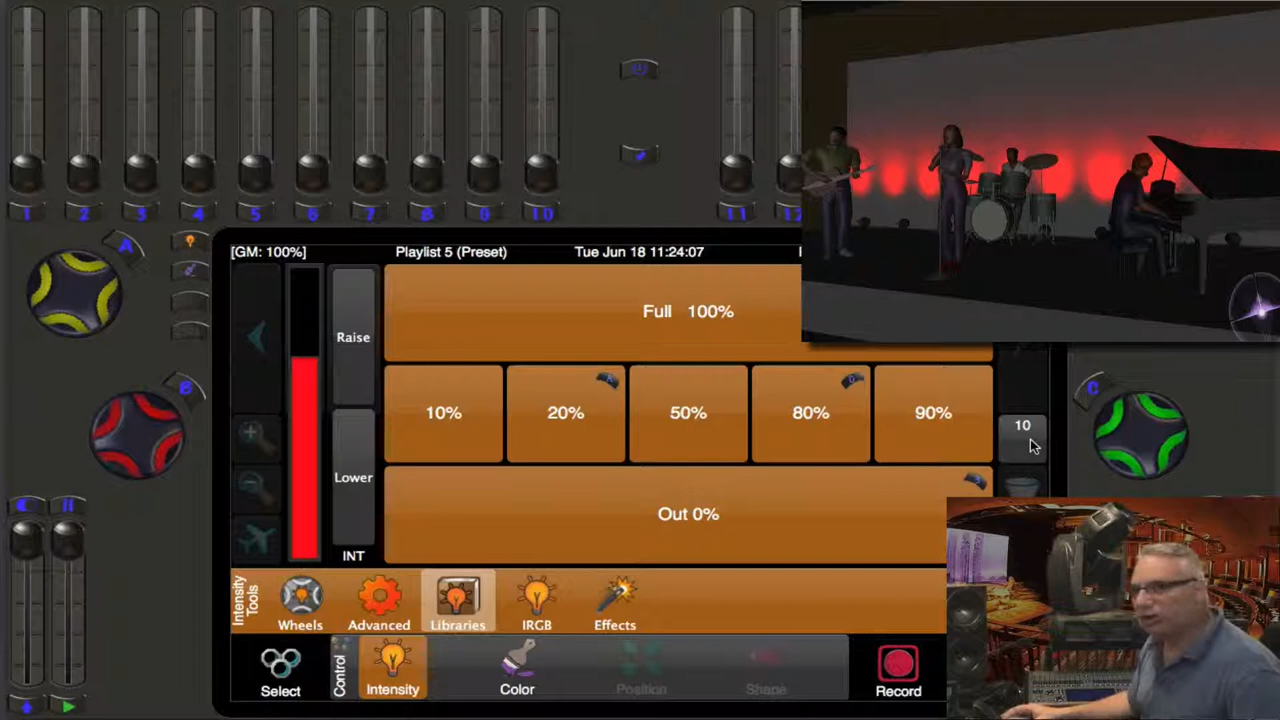 1 2 3 4 5 6 7 8 9 10 11 12
A
B
C
[GM: 100%] Playlist 5 (Preset) Tue Jun 18 11:24:07
Raise
Lower
INT
Full 100%
10% 20% 50% 80% 90%
Out 0%
10
Intensity Tools
Wheels Advanced Libraries IRGB Effects
Select
Control
Intensity Color Position Shape
Record